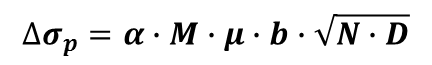 Δσₚ = α · M · μ · b · √(N · D)